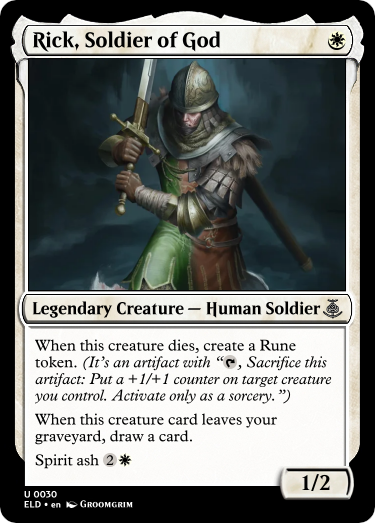 Rick, Soldier of God
Legendary Creature — Human Soldier
When this creature dies, create a Rune
token. (It's an artifact with “, Sacrifice this
artifact: Put a +1/+1 counter on target creature
you control. Activate only as a sorcery.”)
When this creature card leaves your
graveyard, draw a card.
Spirit ash 2
1/2
U 0030
ELD • en Groomgrim